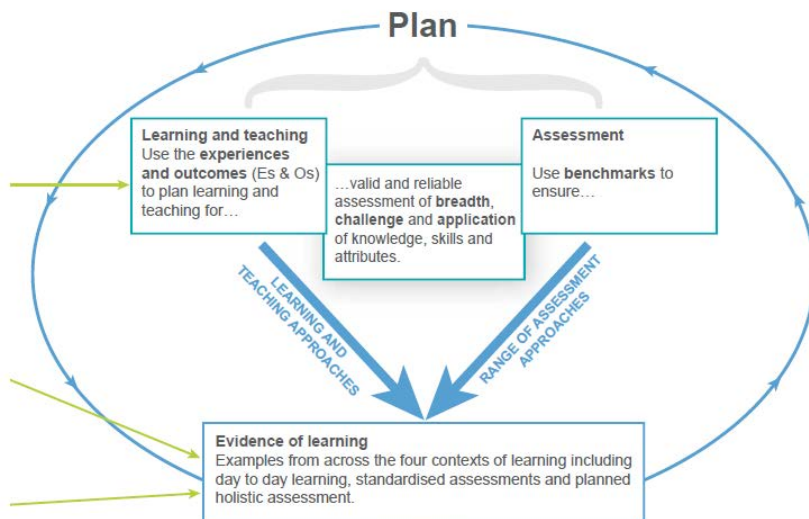 Plan
Learning and teaching
Use the experiences
and outcomes (Es & Os)
to plan learning and
teaching for…
…valid and reliable
assessment of breadth,
challenge and application
of knowledge, skills and
attributes.
Assessment
Use benchmarks to
ensure…
LEARNING AND
TEACHING APPROACHES
RANGE OF ASSESSMENT
APPROACHES
Evidence of learning
Examples from across the four contexts of learning including
day to day learning, standardised assessments and planned
holistic assessment.